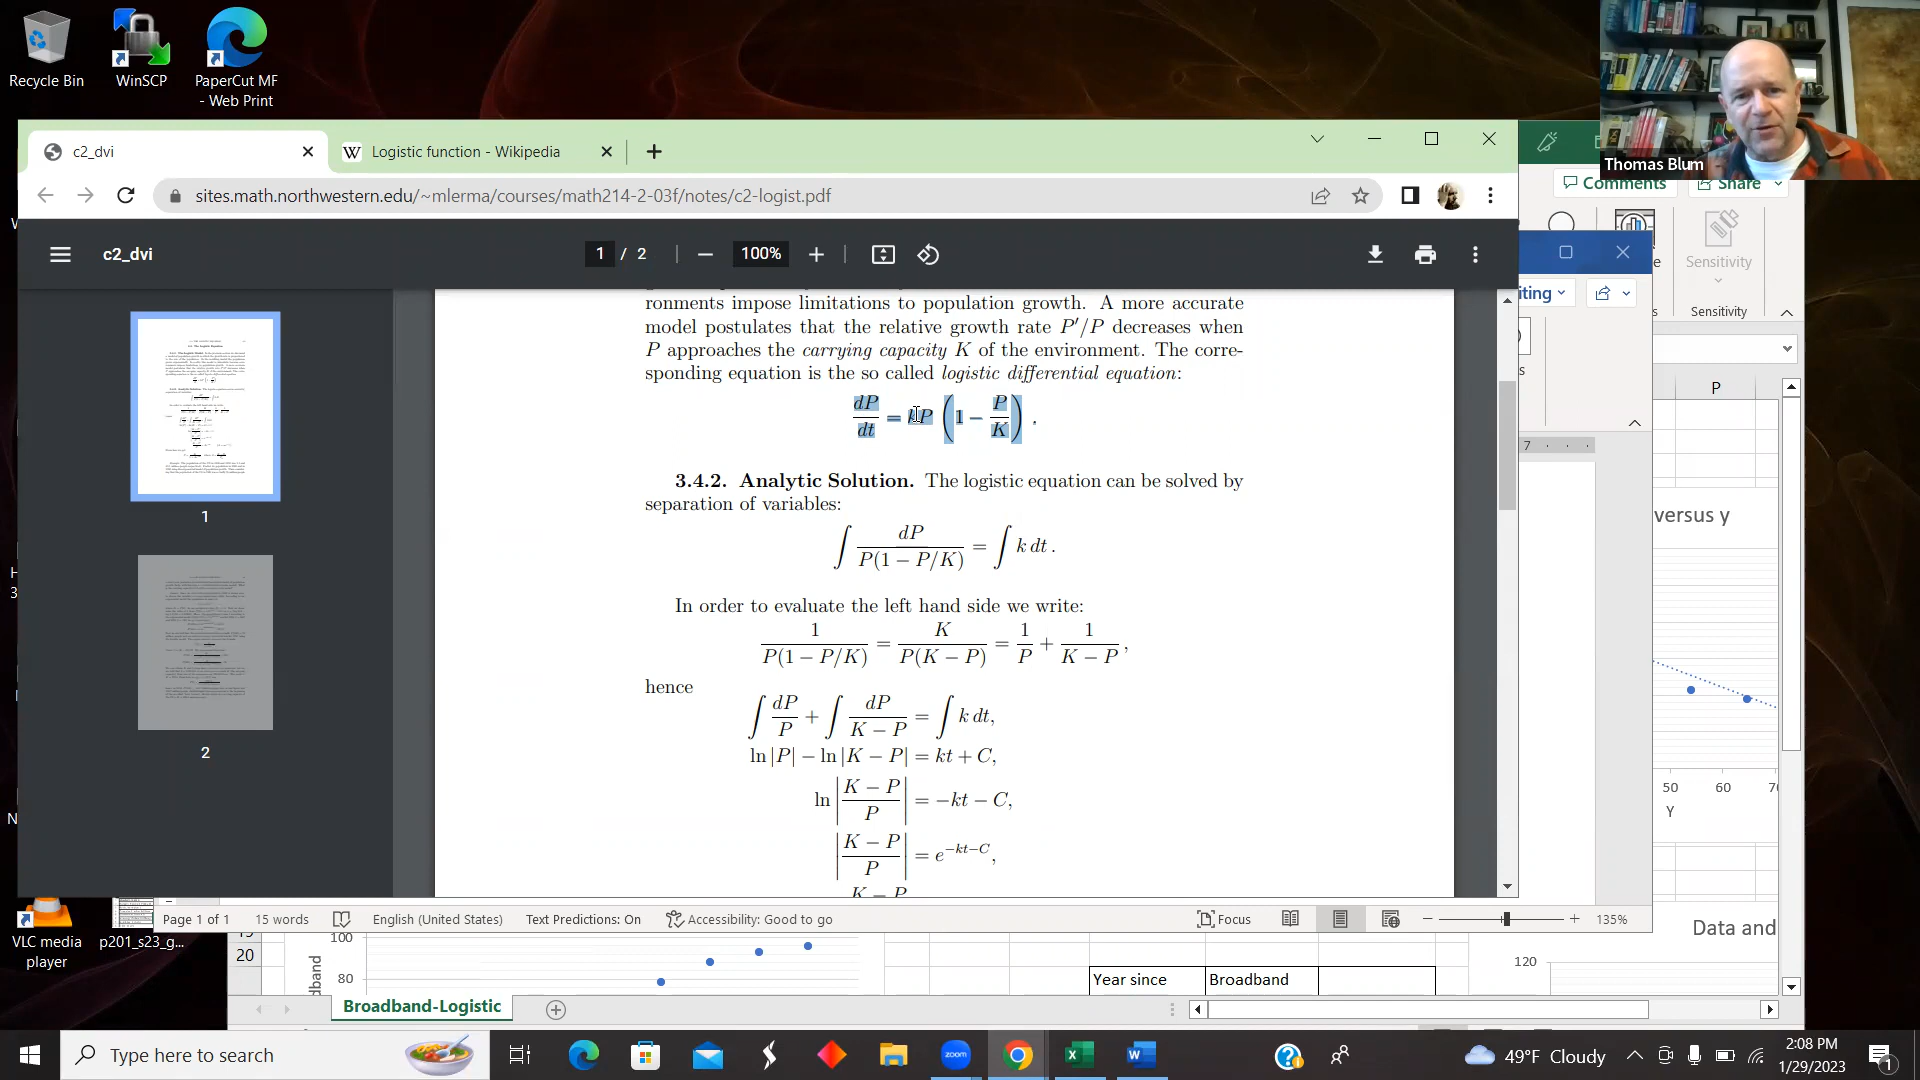 Recycle Bin
WinSCP
PaperCut MF
- Web Print
Thomas Blum
c2_dvi
W Logistic function - Wikipedia
sites.math.northwestern.edu/~mlerma/courses/math214-2-03f/notes/c2-logist.pdf
Comments
Share
c2_dvi
1 / 2
100%
Sensitivity
Sensitivity
iting
ronments impose limitations to population growth. A more accurate
model postulates that the relative growth rate P′/P decreases when
P approaches the carrying capacity K of the environment. The corre-
sponding equation is the so called logistic differential equation:
dP/dt = kP (1 − P/K) .
3.4.2. Analytic Solution. The logistic equation can be solved by
separation of variables:
∫ dP/P(1 − P/K) = ∫ k dt .
In order to evaluate the left hand side we write:
1/P(1 − P/K) = K/P(K − P) = 1/P + 1/K − P ,
hence
∫ dP/P + ∫ dP/K − P = ∫ k dt,
ln |P| − ln |K − P| = kt + C,
ln |K − P/P| = −kt − C,
|K − P/P| = e^{−kt−C},
K − P
1
2
P
7
versus y
50 60
Y
VLC media
player
p201_s23_g...
Page 1 of 1
15 words
English (United States)
Text Predictions: On
Accessibility: Good to go
Focus
135%
Data and
20
100
80
120
Year since
Broadband
Broadband-Logistic
Type here to search
zoom
49°F Cloudy
2:08 PM
1/29/2023
1